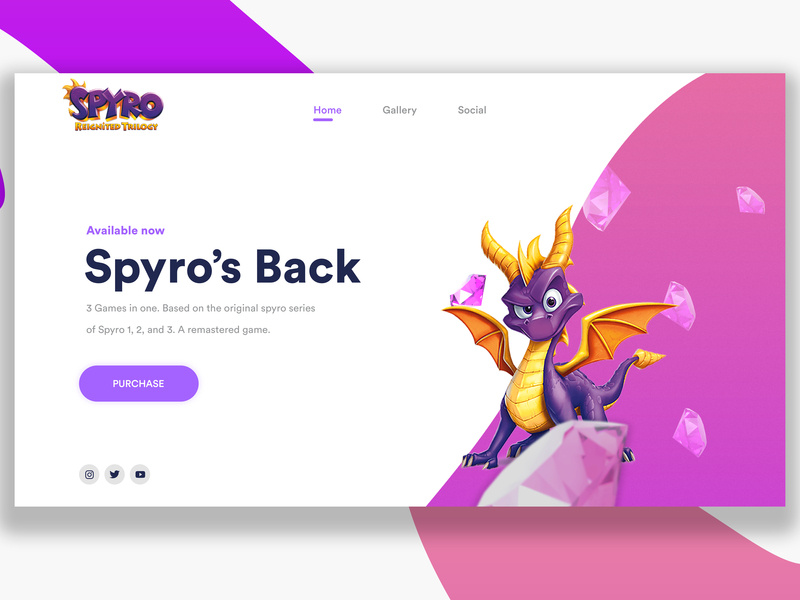 SPYRO
REIGNITED TRILOGY
Home Gallery Social
Available now
Spyro’s Back
3 Games in one. Based on the original spyro series
of Spyro 1, 2, and 3. A remastered game.
PURCHASE